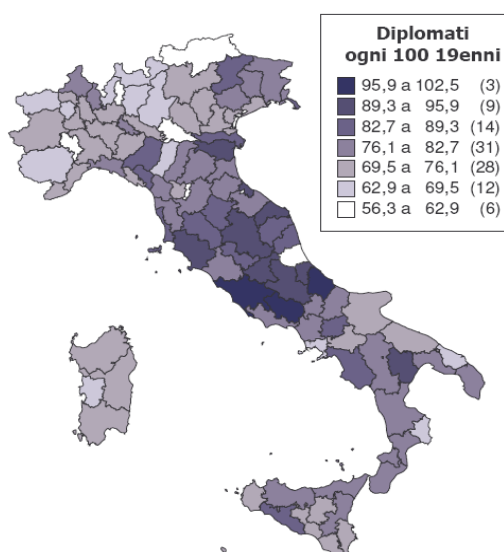 Diplomati
ogni 100 19enni
95,9 a 102,5 (3)
89,3 a 95,9 (9)
82,7 a 89,3 (14)
76,1 a 82,7 (31)
69,5 a 76,1 (28)
62,9 a 69,5 (12)
56,3 a 62,9 (6)